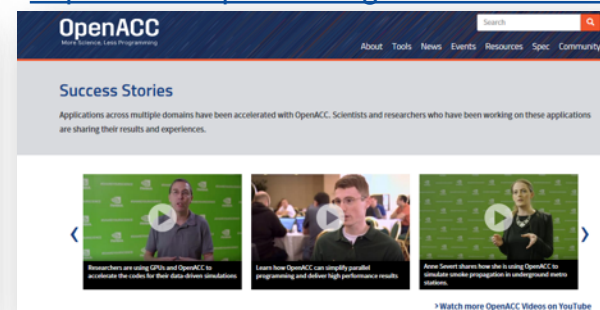 OpenACC
More Science, Less Programming
Search
About Tools News Events Resources Spec Community
Success Stories
Applications across multiple domains have been accelerated with OpenACC. Scientists and researchers who have been working on these applications
are sharing their results and experiences.
Researchers are using GPUs and OpenACC to
accelerate the codes for their data-driven simulations
Learn how OpenACC can simplify parallel
programming and deliver high performance results
Anne Severt shares how she is using OpenACC to
simulate smoke propagation in underground metro
stations.
> Watch more OpenACC Videos on YouTube